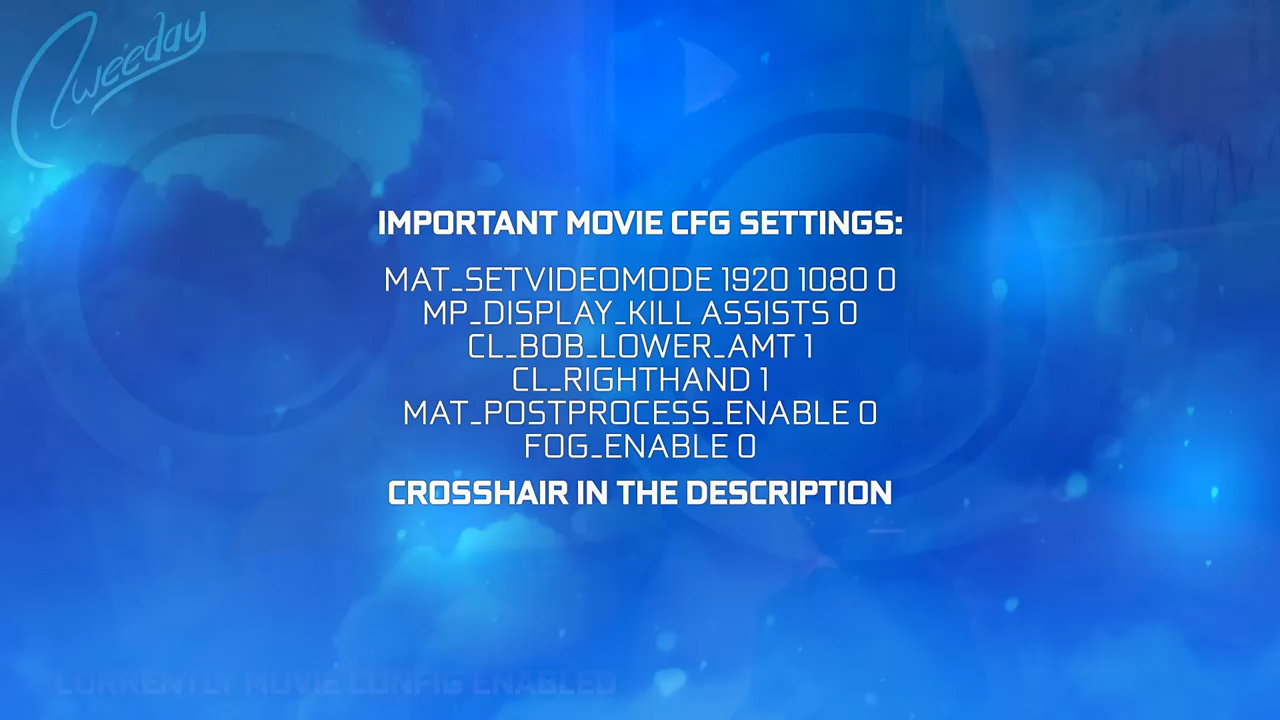 Qweeday
IMPORTANT MOVIE CFG SETTINGS:
MAT_SETVIDEOMODE 1920 1080 0
MP_DISPLAY_KILL ASSISTS 0
CL_BOB_LOWER_AMT 1
CL_RIGHTHAND 1
MAT_POSTPROCESS_ENABLE 0
FOG_ENABLE 0
CROSSHAIR IN THE DESCRIPTION
CURRENTLY MOVIE CONFIG ENABLED